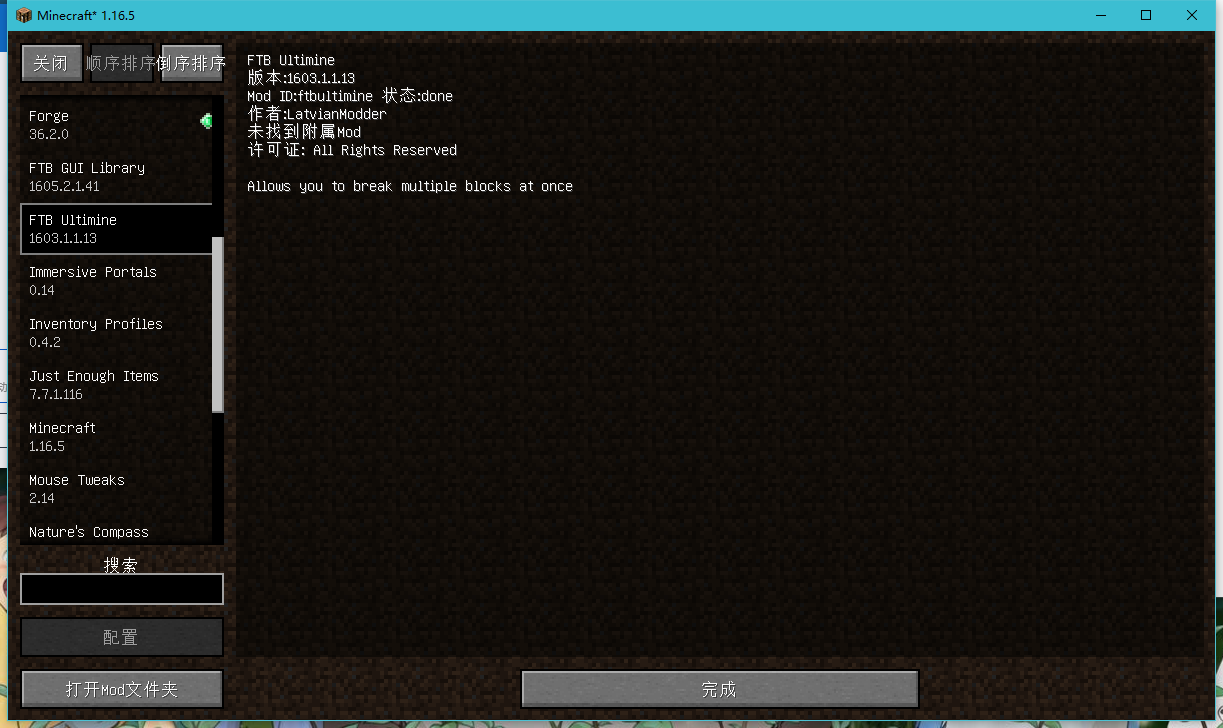 Minecraft* 1.16.5
关闭
顺序排序
倒序排序
Forge
36.2.0
FTB GUI Library
1605.2.1.41
FTB Ultimine
1603.1.1.13
Immersive Portals
0.14
Inventory Profiles
0.4.2
Just Enough Items
7.7.1.116
Minecraft
1.16.5
Mouse Tweaks
2.14
Nature's Compass
搜索
配置
打开Mod文件夹
FTB Ultimine
版本:1603.1.1.13
Mod ID:ftbultimine 状态:done
作者:LatvianModder
未找到附属Mod
许可证: All Rights Reserved
Allows you to break multiple blocks at once
完成